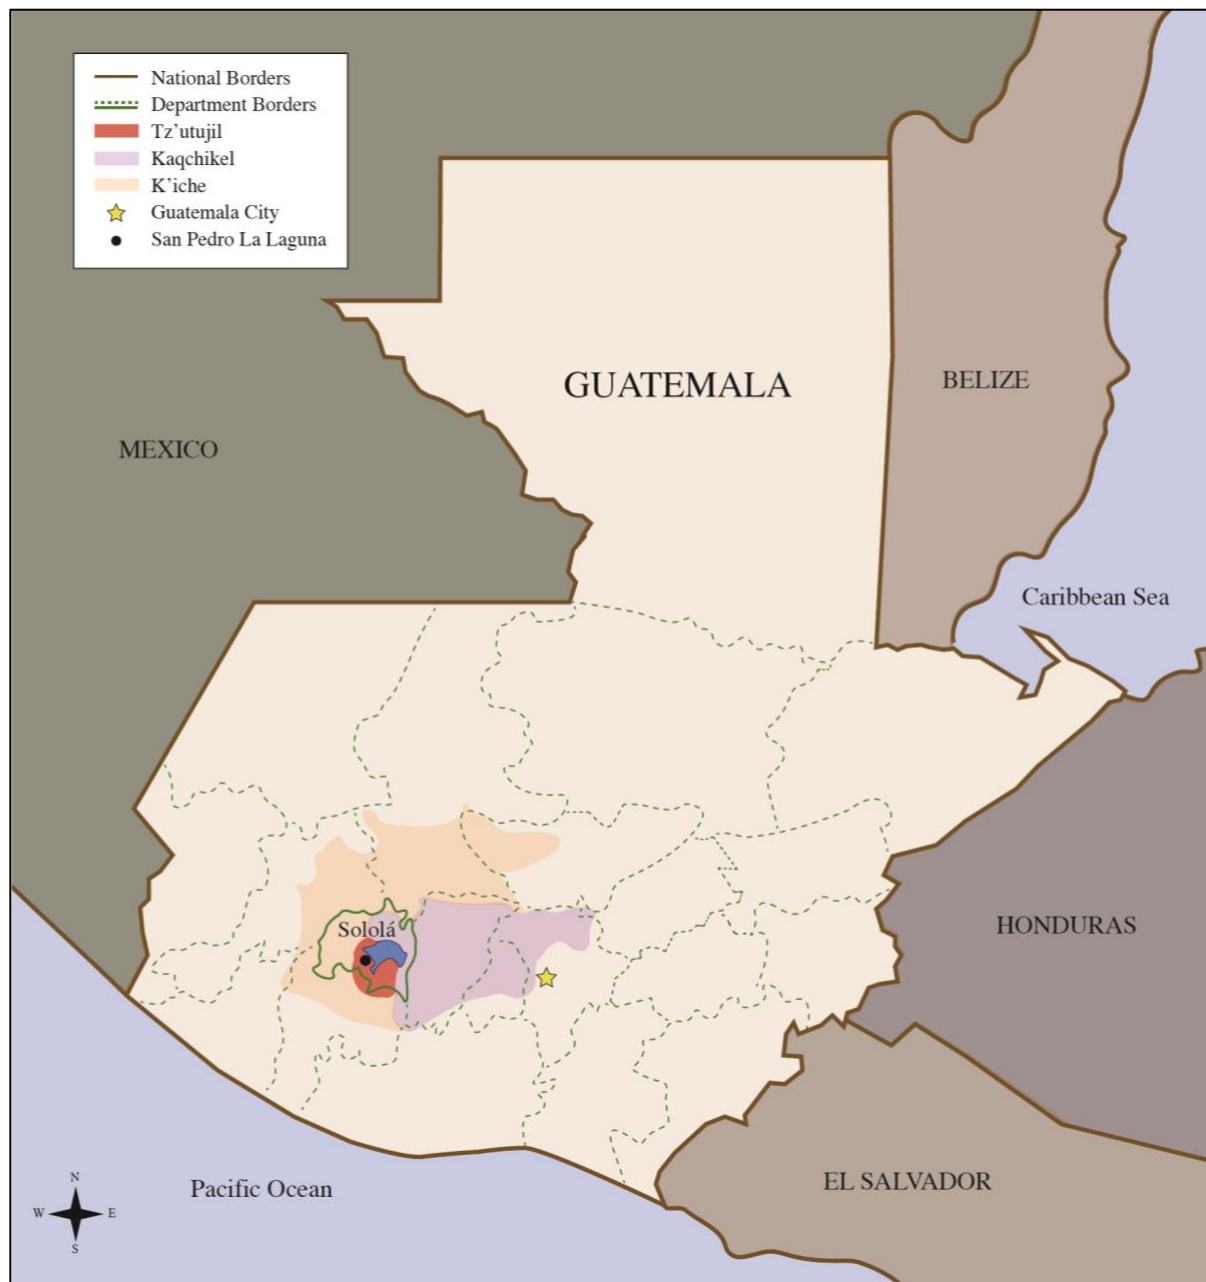 National Borders
Department Borders
Tz'utujil
Kaqchikel
K'iche
Guatemala City
San Pedro La Laguna
GUATEMALA
BELIZE
MEXICO
Caribbean Sea
HONDURAS
Sololá
EL SALVADOR
Pacific Ocean
N
W E
S